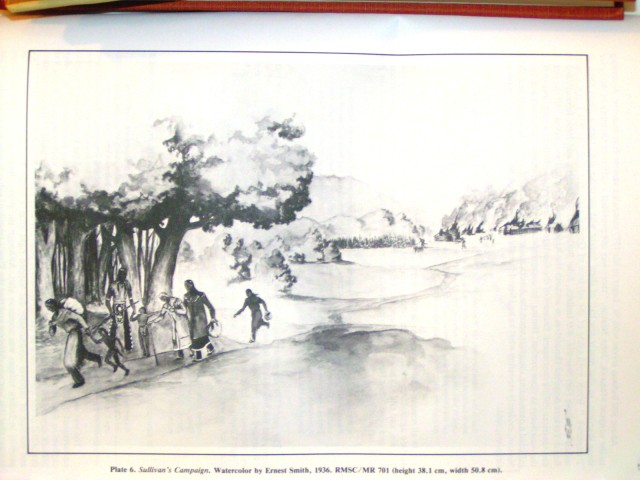 Plate 6. Sullivan's Campaign. Watercolor by Ernest Smith, 1936. RMSC/MR 701 (height 38.1 cm, width 50.8 cm).